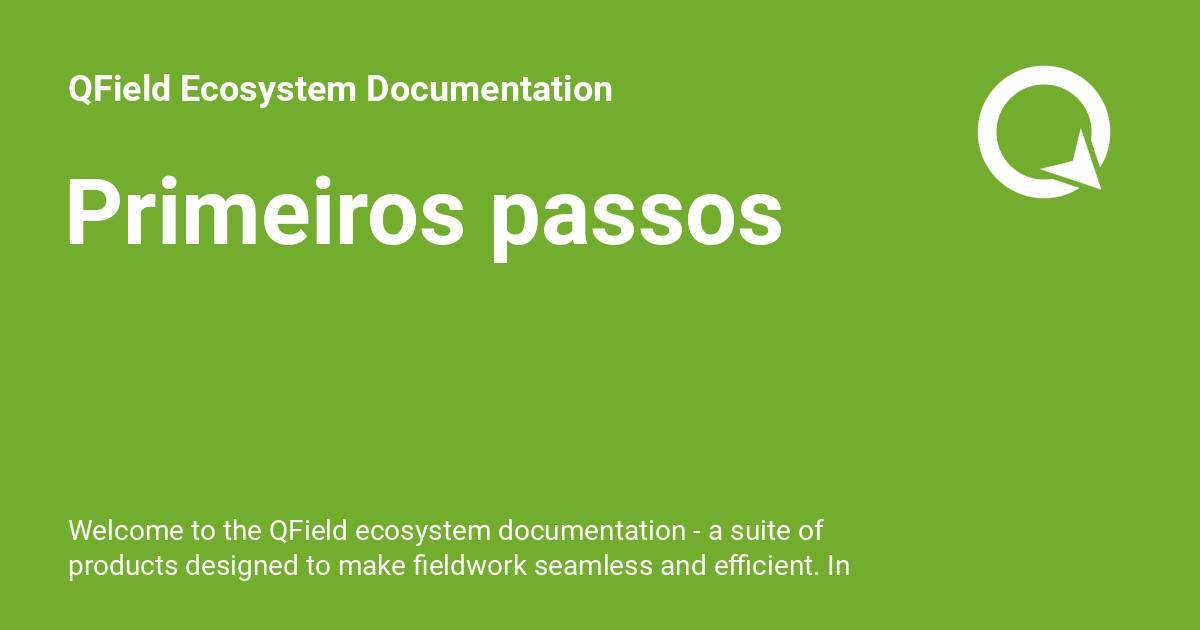 QField Ecosystem Documentation
Primeiros passos
Welcome to the QField ecosystem documentation - a suite of
products designed to make fieldwork seamless and efficient. In